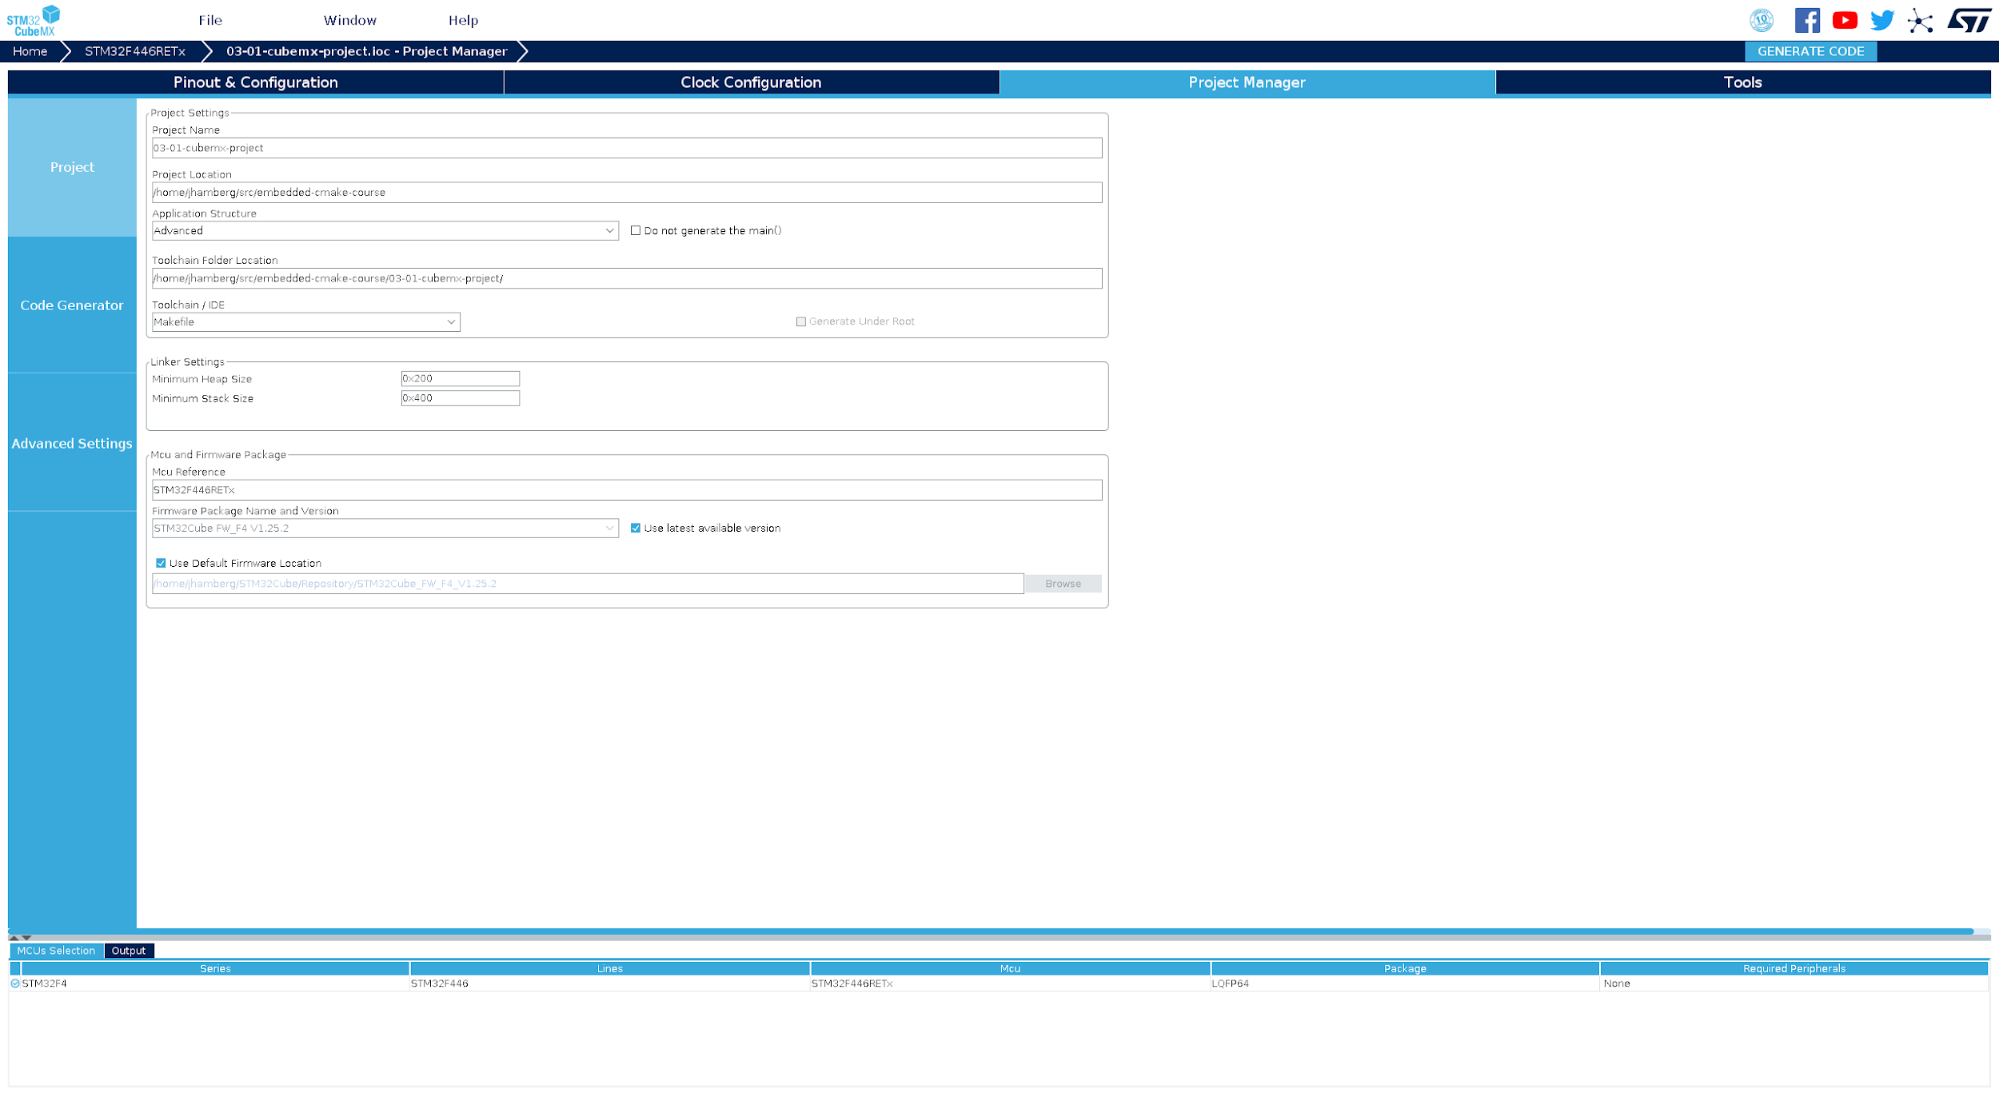 STM32
CubeMX
File
Window
Help
10
Home
STM32F446RETx
03-01-cubemx-project.ioc - Project Manager
GENERATE CODE
Pinout & Configuration
Clock Configuration
Project Manager
Tools
Project
Code Generator
Advanced Settings
Project Settings
Project Name
03-01-cubemx-project
Project Location
/home/jhamberg/src/embedded-cmake-course
Application Structure
Advanced
Do not generate the main()
Toolchain Folder Location
/home/jhamberg/src/embedded-cmake-course/03-01-cubemx-project/
Toolchain / IDE
Makefile
Generate Under Root
Linker Settings
Minimum Heap Size
0x200
Minimum Stack Size
0x400
Mcu and Firmware Package
Mcu Reference
STM32F446RETx
Firmware Package Name and Version
STM32Cube FW_F4 V1.25.2
Use latest available version
Use Default Firmware Location
/home/jhamberg/STM32Cube/Repository/STM32Cube_FW_F4_V1.25.2
Browse
MCUs Selection
Output
Series
Lines
Mcu
Package
Required Peripherals
STM32F4
STM32F446
STM32F446RETx
LQFP64
None